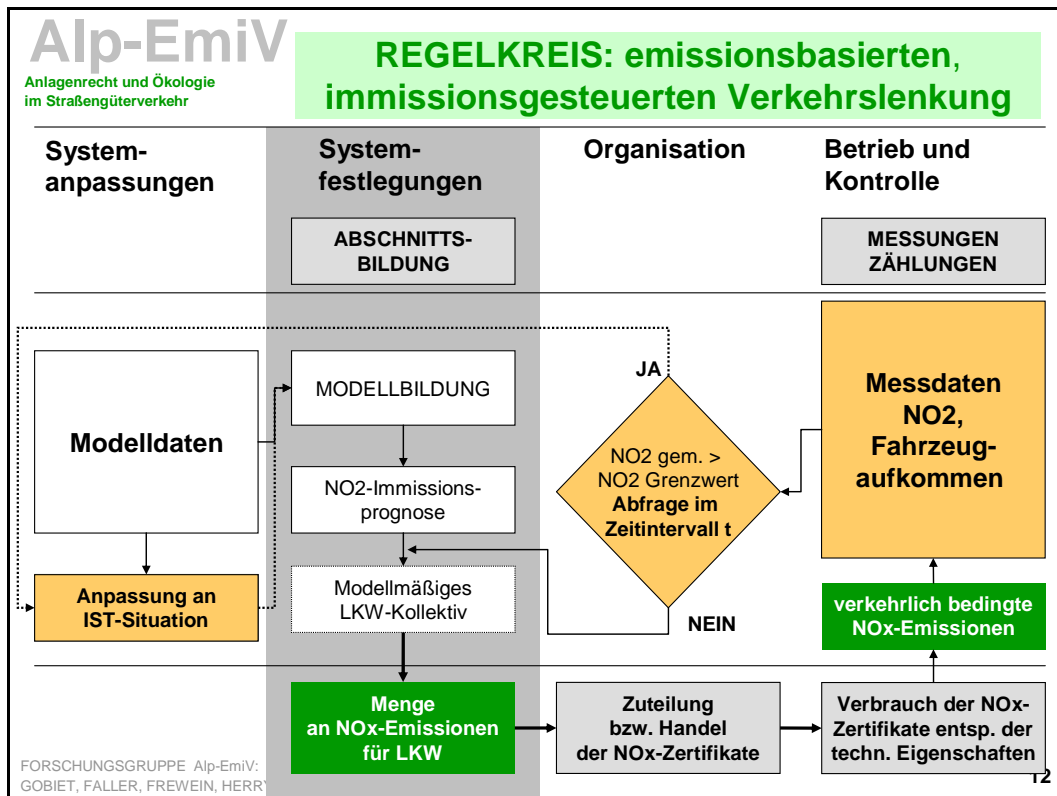 Alp-EmiV
Anlagenrecht und Ökologie
im Straßengüterverkehr
REGELKREIS: emissionsbasierten,
immissionsgesteuerten Verkehrslenkung
System-
anpassungen
System-
festlegungen
Organisation
Betrieb und
Kontrolle
ABSCHNITTS-
BILDUNG
MESSUNGEN
ZÄHLUNGEN
Modelldaten
MODELLBILDUNG
JA
NO2 gem. >
NO2 Grenzwert
Abfrage im
Zeitintervall t
Messdaten
NO2,
Fahrzeug-
aufkommen
NO2-Immissions-
prognose
Anpassung an
IST-Situation
Modellmäßiges
LKW-Kollektiv
NEIN
verkehrlich bedingte
NOx-Emissionen
Menge
an NOx-Emissionen
für LKW
Zuteilung
bzw. Handel
der NOx-Zertifikate
Verbrauch der NOx-
Zertifikate entsp. der
techn. Eigenschaften
FORSCHUNGSGRUPPE Alp-EmiV:
GOBIET, FALLER, FREWEIN, HERRY
12